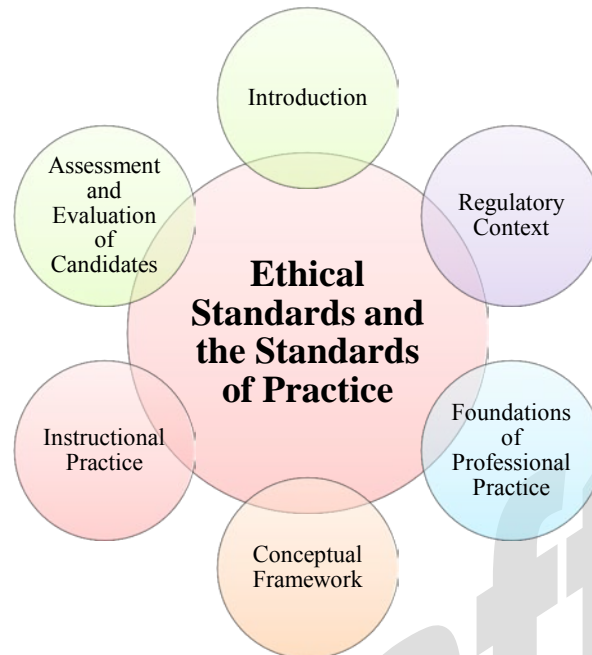 Introduction
Regulatory
Context
Foundations
of
Professional
Practice
Conceptual
Framework
Instructional
Practice
Assessment
and
Evaluation
of
Candidates
Ethical
Standards and
the Standards
of Practice